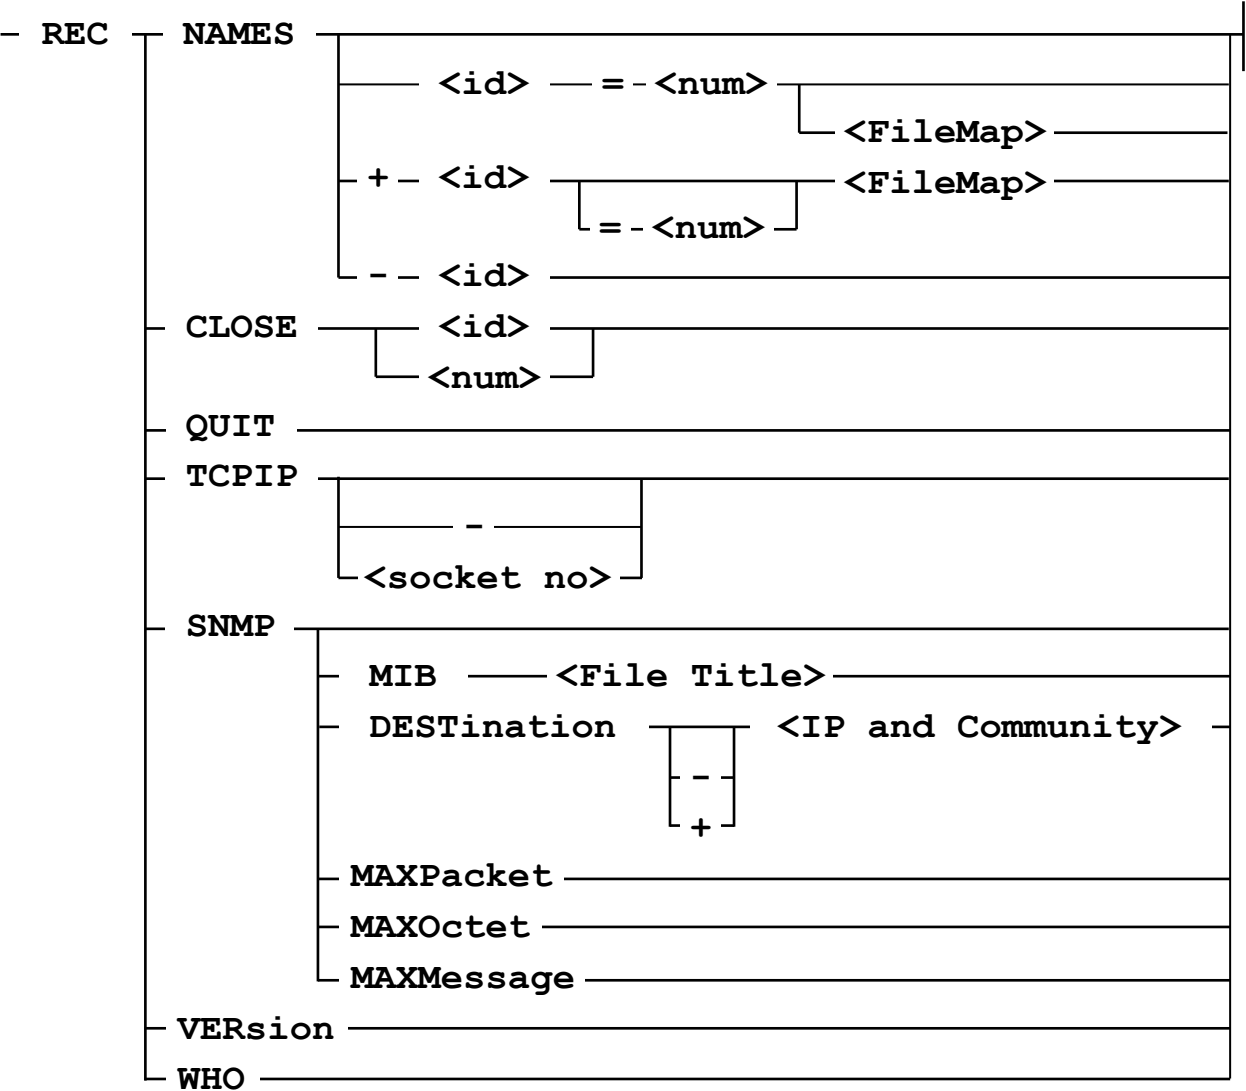 REC NAMES
<id> = <num>
<FileMap>
+ <id> <FileMap>
= <num>
- <id>
CLOSE <id>
<num>
QUIT
TCPIP
-
<socket no>
SNMP
MIB <File Title>
DESTination <IP and Community>
-
+
MAXPacket
MAXOctet
MAXMessage
VERsion
WHO